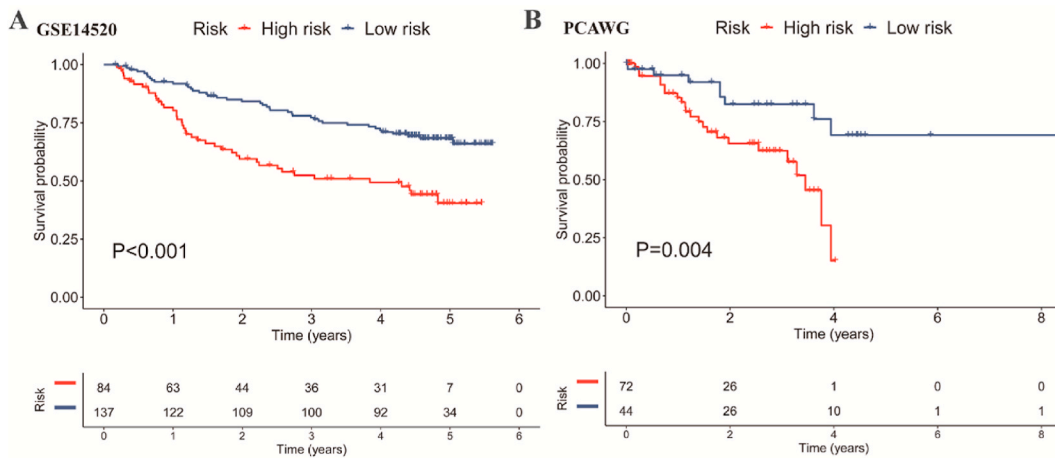 A GSE14520 Risk High risk Low risk
Survival probability
1.00
0.75
0.50
0.25
0.00
P<0.001
0 1 2 3 4 5 6
Time (years)
Risk
84 63 44 36 31 7 0
137 122 109 100 92 34 0
0 1 2 3 4 5 6
Time (years)
B PCAWG Risk High risk Low risk
Survival probability
1.00
0.75
0.50
0.25
0.00
P=0.004
0 2 4 6 8
Time (years)
Risk
72 26 1 0 0
44 26 10 1 1
0 2 4 6 8
Time (years)